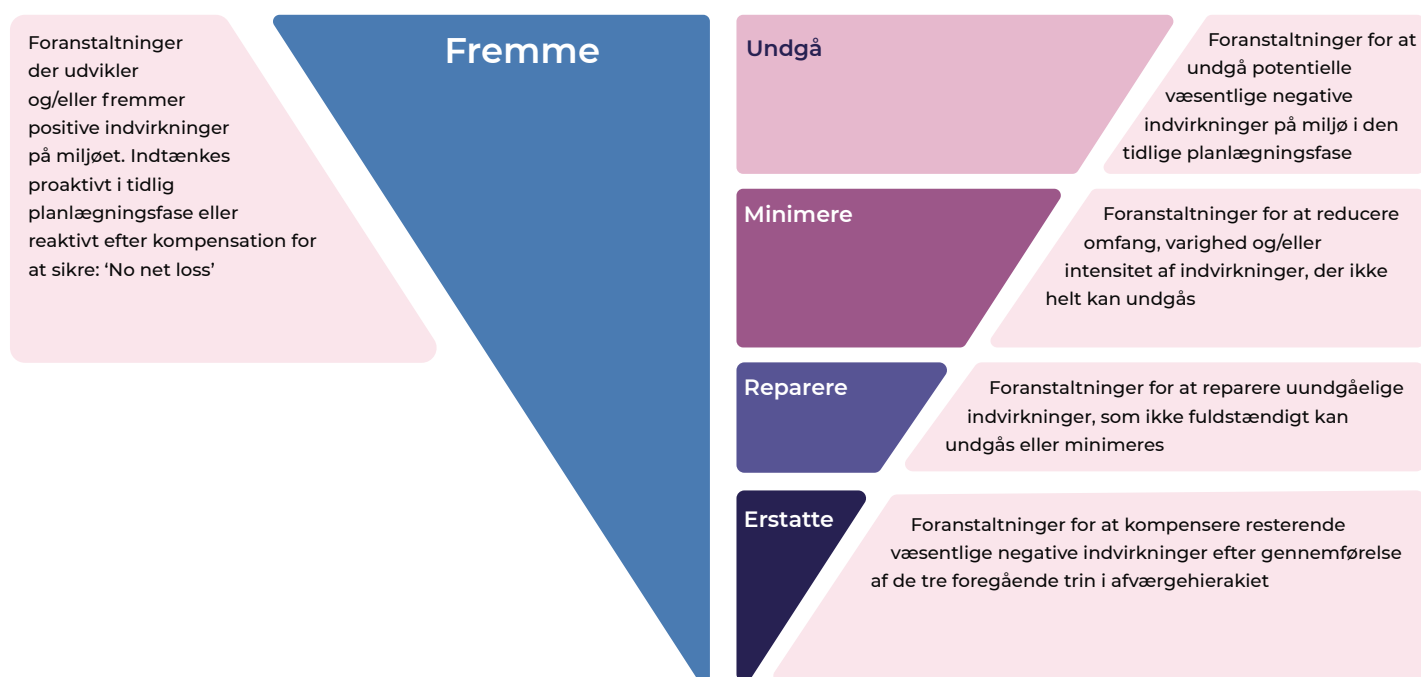 Foranstaltninger
der udvikler
og/eller fremmer
positive indvirkninger
på miljøet. Indtænkes
proaktivt i tidlig
planlægningsfase eller
reaktivt efter kompensation for
at sikre: ‘No net loss’
Fremme
Undgå
Foranstaltninger for at
undgå potentielle
væsentlige negative
indvirkninger på miljø i den
tidlige planlægningsfase
Minimere
Foranstaltninger for at reducere
omfang, varighed og/eller
intensitet af indvirkninger, der ikke
helt kan undgås
Reparere
Foranstaltninger for at reparere uundgåelige
indvirkninger, som ikke fuldstændigt kan
undgås eller minimeres
Erstatte
Foranstaltninger for at kompensere resterende
væsentlige negative indvirkninger efter gennemførelse
af de tre foregående trin i afværgehierakiet